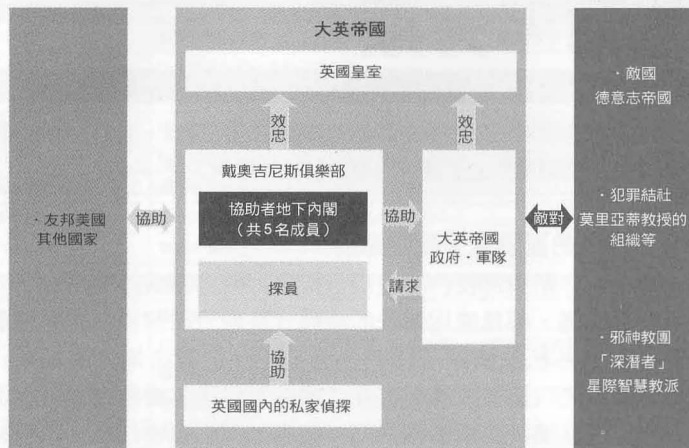 大英帝國
英國皇室
效忠
效忠
戴奧吉尼斯俱樂部
協助者地下內閣
（共5名成員）
探員
協助
請求
大英帝國
政府・軍隊
協助
英國國內的私家偵探
・友邦美國
其他國家
協助
敵對
・敵國
德意志帝國
・犯罪結社
莫里亞蒂教授的
組織等
・邪神教團
「深潛者」
星際智慧教派